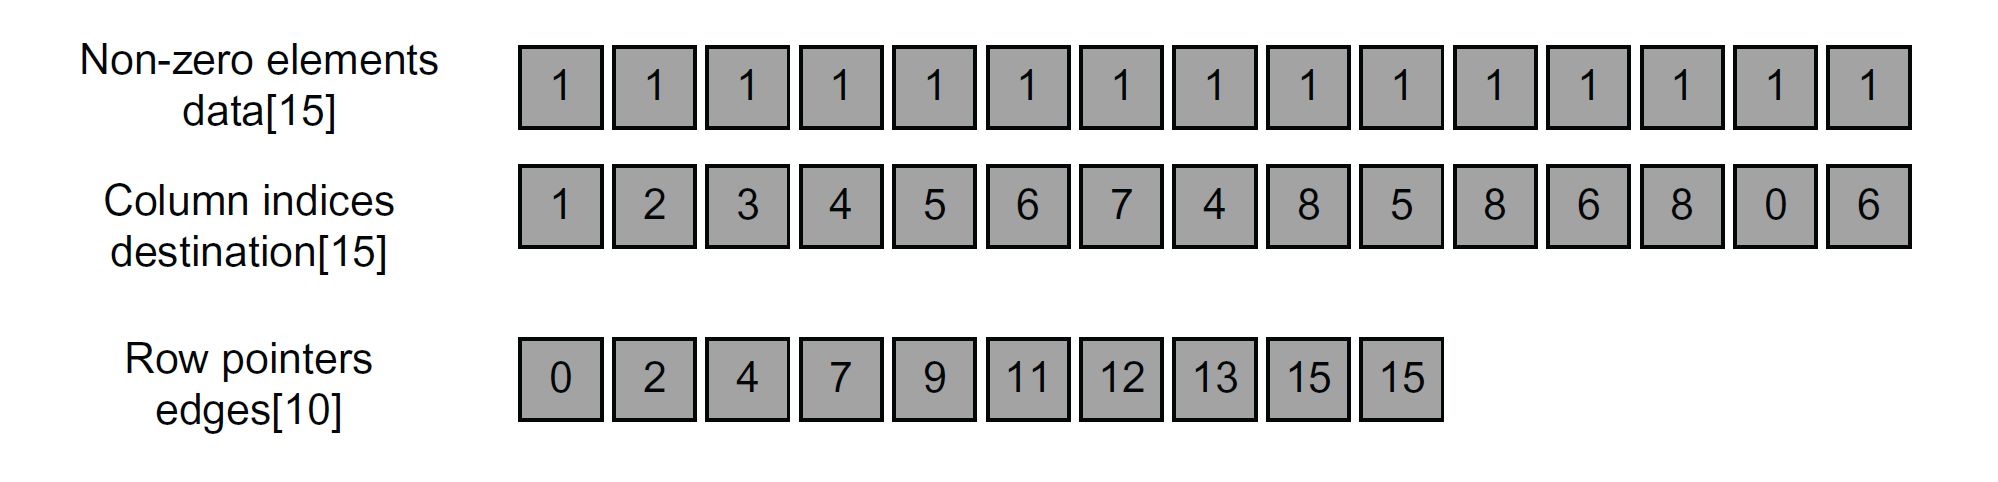 Non-zero elements
data[15]
1 1 1 1 1 1 1 1 1 1 1 1 1 1 1
Column indices
destination[15]
1 2 3 4 5 6 7 4 8 5 8 6 8 0 6
Row pointers
edges[10]
0 2 4 7 9 11 12 13 15 15